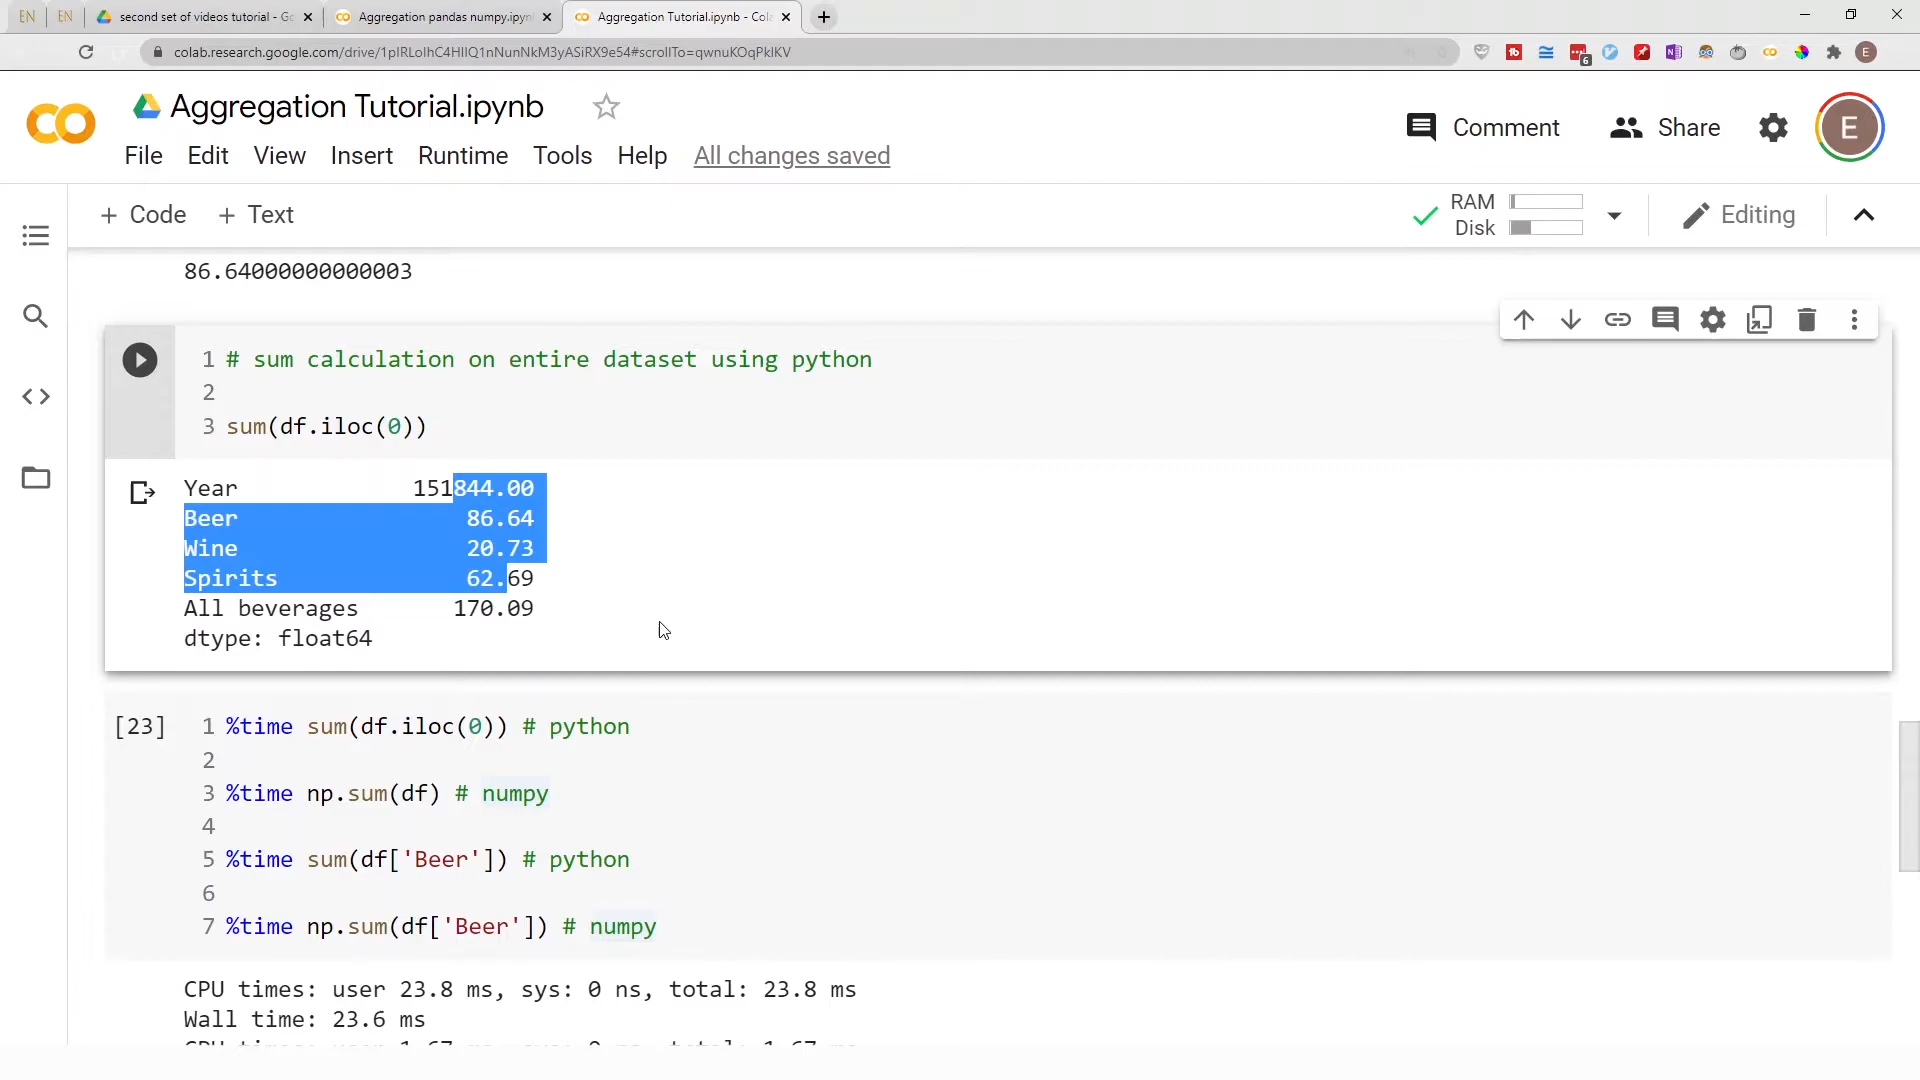 EN
EN
second set of videos tutorial - Go
Aggregation pandas numpy.ipyn
Aggregation Tutorial.ipynb - Cola
colab.research.google.com/drive/1pIRLolhC4HIIQ1nNunNkM3yASiRX9e54#scrollTo=qwnuKOqPkIKV
6
E
Aggregation Tutorial.ipynb
Comment
Share
E
File Edit View Insert Runtime Tools Help All changes saved
+ Code + Text
RAM
Disk
Editing
86.64000000000003
1 # sum calculation on entire dataset using python
2
3 sum(df.iloc(0))
Year 151844.00
Beer 86.64
Wine 20.73
Spirits 62.69
All beverages 170.09
dtype: float64
[23] 1 %time sum(df.iloc(0)) # python
2
3 %time np.sum(df) # numpy
4
5 %time sum(df['Beer']) # python
6
7 %time np.sum(df['Beer']) # numpy
CPU times: user 23.8 ms, sys: 0 ns, total: 23.8 ms
Wall time: 23.6 ms